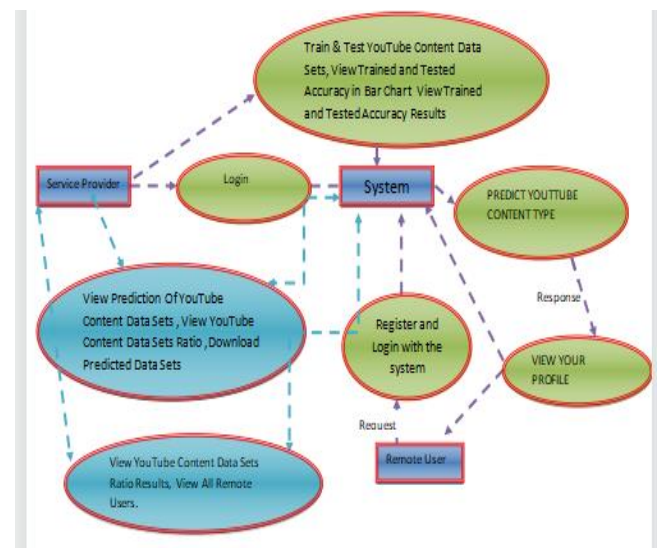 Train & Test YouTube Content Data
Sets, View Trained and Tested
Accuracy in Bar Chart View Trained
and Tested Accuracy Results
Service Provider
Login
System
PREDICT YOUTTUBE
CONTENT TYPE
View Prediction Of YouTube
Content Data Sets , View YouTube
Content Data Sets Ratio ,Download
Predicted Data Sets
Response
Register and
Login with the
system
VIEW YOUR
PROFILE
Request
Remote User
View YouTube Content Data Sets
Ratio Results, View All Remote
Users.